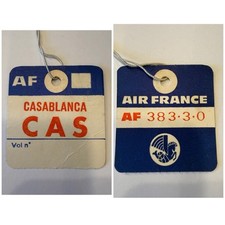 AF
CASABLANCA
CAS
Vol n°
AIR FRANCE
AF 383·3·0